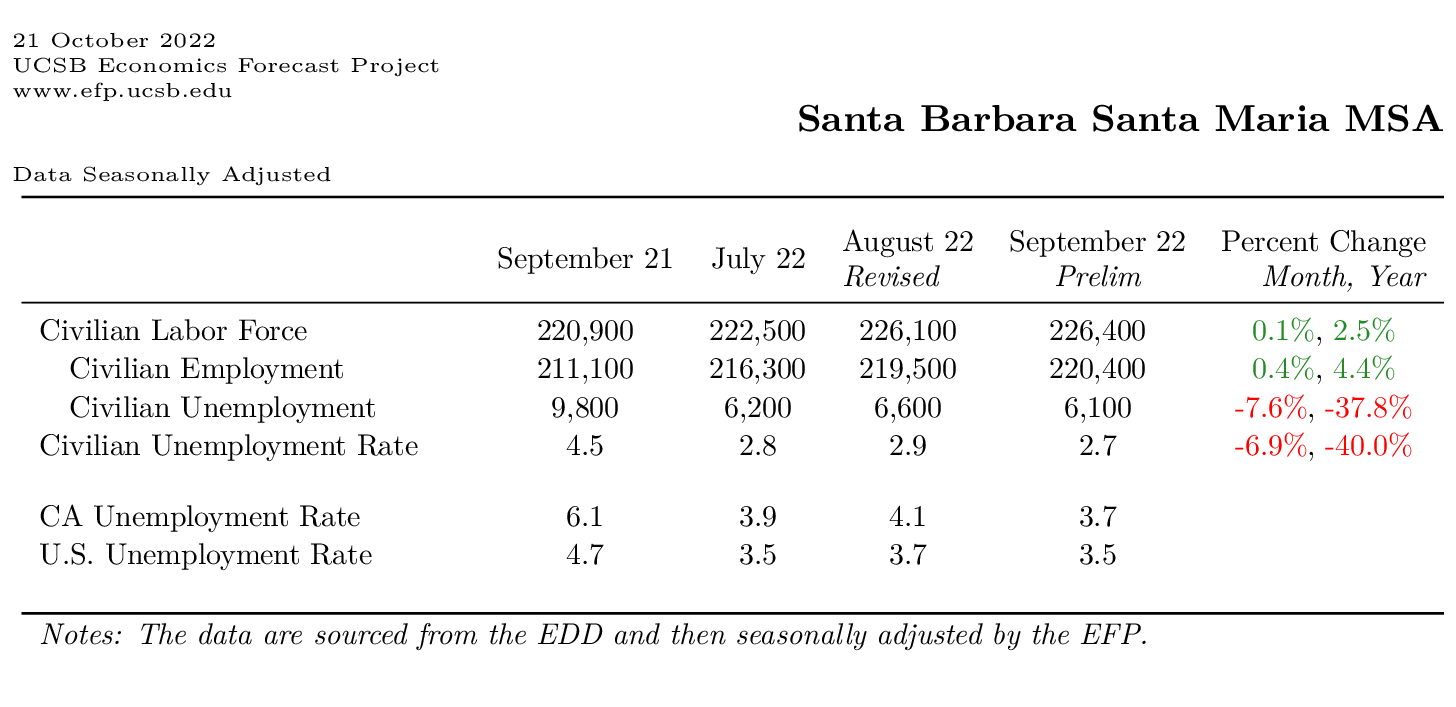 21 October 2022
UCSB Economics Forecast Project
www.efp.ucsb.edu
Santa Barbara Santa Maria MSA
Data Seasonally Adjusted
September 21 July 22 August 22 September 22 Percent Change
Revised Prelim Month, Year
Civilian Labor Force 220,900 222,500 226,100 226,400 0.1%, 2.5%
Civilian Employment 211,100 216,300 219,500 220,400 0.4%, 4.4%
Civilian Unemployment 9,800 6,200 6,600 6,100 -7.6%, -37.8%
Civilian Unemployment Rate 4.5 2.8 2.9 2.7 -6.9%, -40.0%
CA Unemployment Rate 6.1 3.9 4.1 3.7
U.S. Unemployment Rate 4.7 3.5 3.7 3.5
Notes: The data are sourced from the EDD and then seasonally adjusted by the EFP.